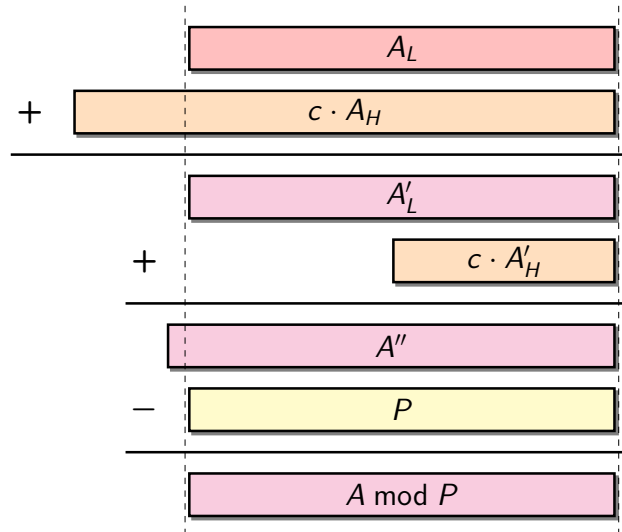 A_L
+ c · A_H
A'_L
+ c · A'_H
A''
− P
A mod P